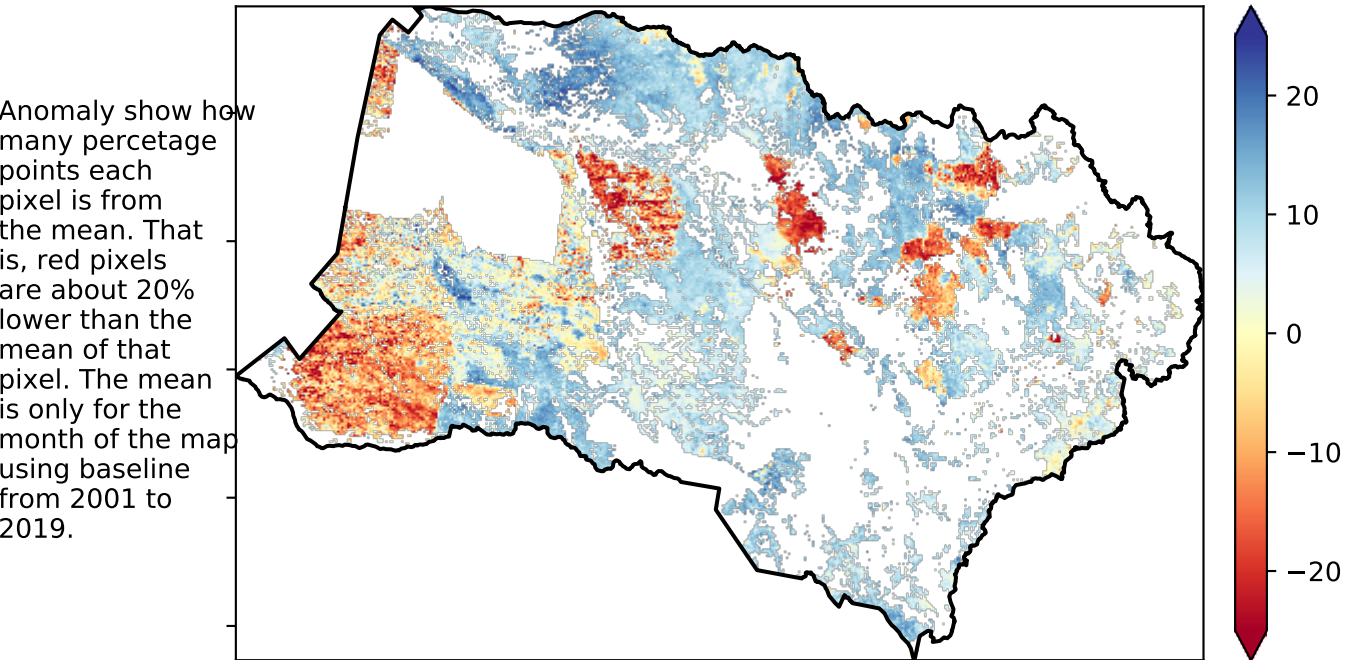 Anomaly show how
many percetage
points each
pixel is from
the mean. That
is, red pixels
are about 20%
lower than the
mean of that
pixel. The mean
is only for the
month of the map
using baseline
from 2001 to
2019.
20
10
0
−10
−20